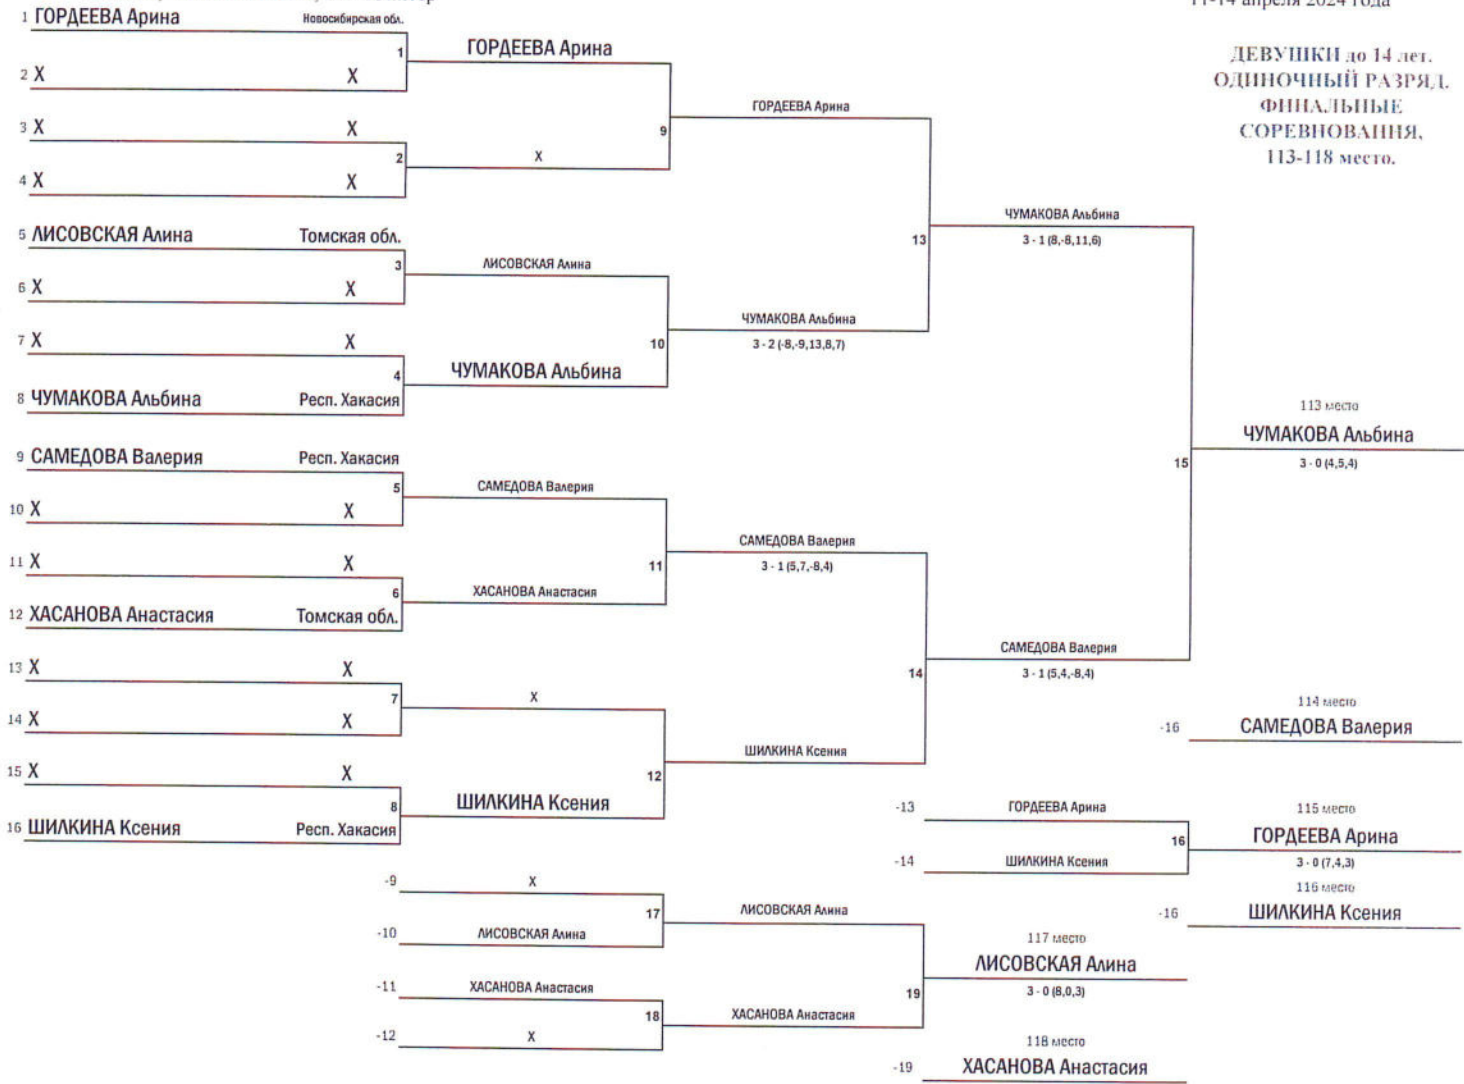 11-14 апреля 2024 года
ДЕВУШКИ до 14 лет.
ОДИНОЧНЫЙ РАЗРЯД.
ФИНАЛЬНЫЕ
СОРЕВНОВАНИЯ,
113-118 место.
1 ГОРДЕЕВА Арина Новосибирская обл.
1 ГОРДЕЕВА Арина
2 X X
ГОРДЕЕВА Арина
3 X X
9
2 X
4 X X
ЧУМАКОВА Альбина
5 ЛИСОВСКАЯ Алина Томская обл.
13 3 - 1 (8,-8,11,6)
3 ЛИСОВСКАЯ Алина
6 X X
ЧУМАКОВА Альбина
7 X X
10 3 - 2 (-8,-9,13,8,7)
4 ЧУМАКОВА Альбина
8 ЧУМАКОВА Альбина Респ. Хакасия
113 место
ЧУМАКОВА Альбина
9 САМЕДОВА Валерия Респ. Хакасия
15 3 - 0 (4,5,4)
5 САМЕДОВА Валерия
10 X X
САМЕДОВА Валерия
11 X X
11 3 - 1 (5,7,-8,4)
6 ХАСАНОВА Анастасия
12 ХАСАНОВА Анастасия Томская обл.
САМЕДОВА Валерия
13 X X
14 3 - 1 (5,4,-8,4)
7 X
14 X X
114 место
-16 САМЕДОВА Валерия
ШИЛКИНА Ксения
15 X X
12
8 ШИЛКИНА Ксения
16 ШИЛКИНА Ксения Респ. Хакасия
-13 ГОРДЕЕВА Арина
115 место
16 ГОРДЕЕВА Арина
-14 ШИЛКИНА Ксения
3 - 0 (7,4,3)
116 место
-16 ШИЛКИНА Ксения
-9 X
17 ЛИСОВСКАЯ Алина
-10 ЛИСОВСКАЯ Алина
117 место
ЛИСОВСКАЯ Алина
-11 ХАСАНОВА Анастасия
19 3 - 0 (8,0,3)
18 ХАСАНОВА Анастасия
-12 X
118 место
-19 ХАСАНОВА Анастасия